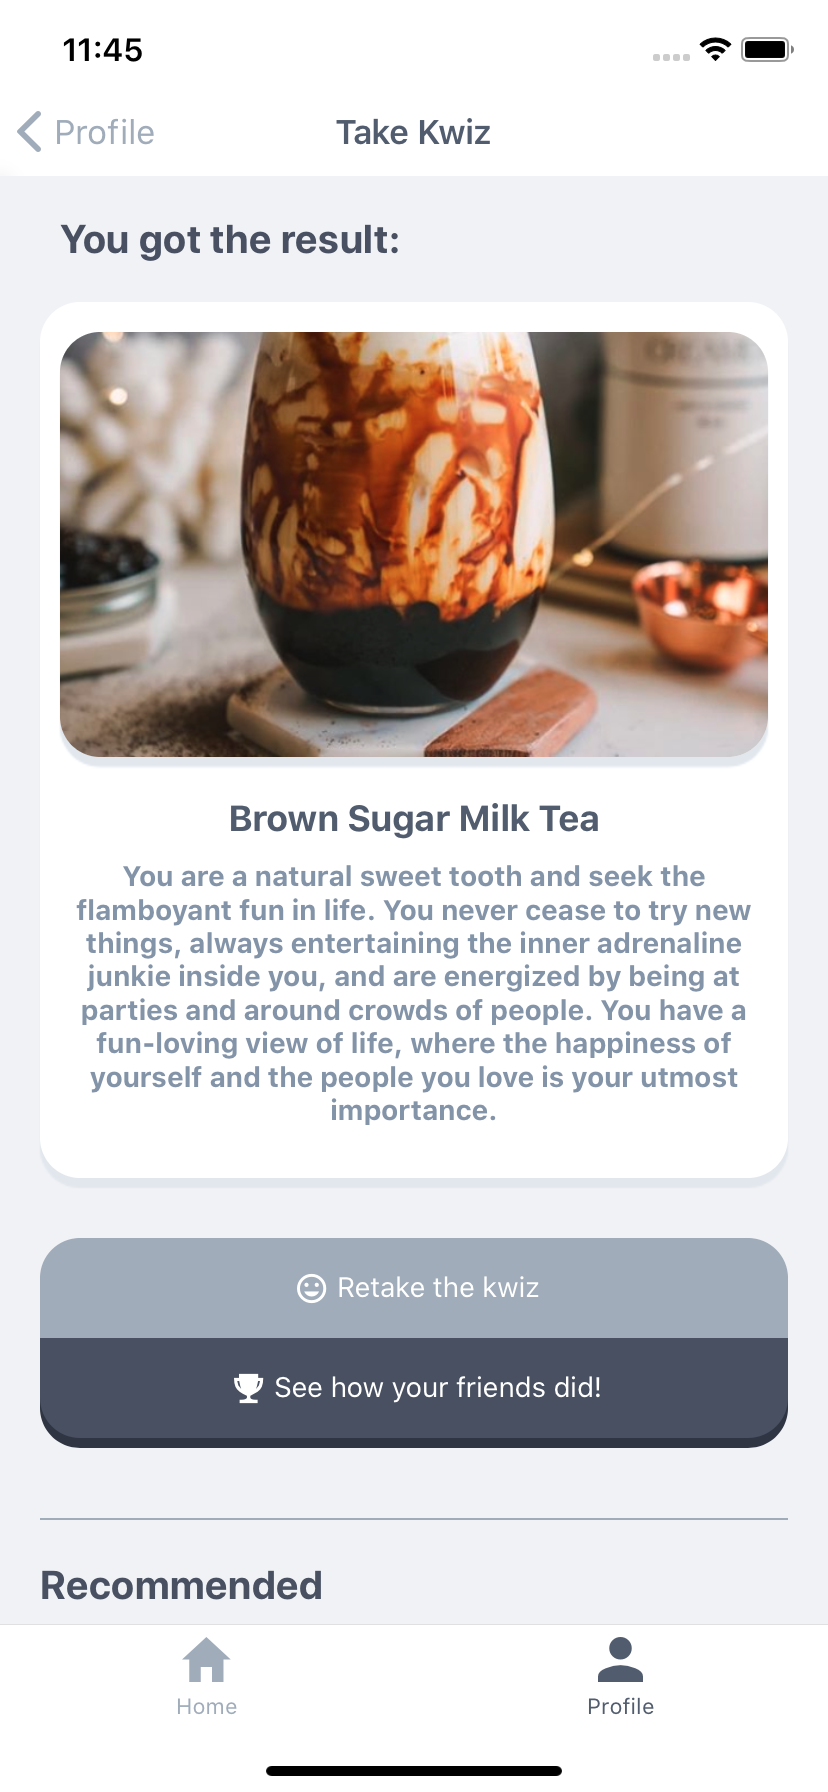 11:45
Profile
Take Kwiz
You got the result:
Brown Sugar Milk Tea
You are a natural sweet tooth and seek the
flamboyant fun in life. You never cease to try new
things, always entertaining the inner adrenaline
junkie inside you, and are energized by being at
parties and around crowds of people. You have a
fun-loving view of life, where the happiness of
yourself and the people you love is your utmost
importance.
Retake the kwiz
See how your friends did!
Recommended
Home
Profile